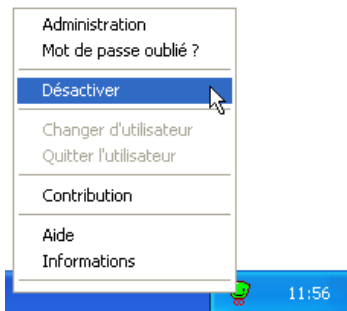 Administration
Mot de passe oublié ?
Désactiver
Changer d'utilisateur
Quitter l'utilisateur
Contribution
Aide
Informations
11:56